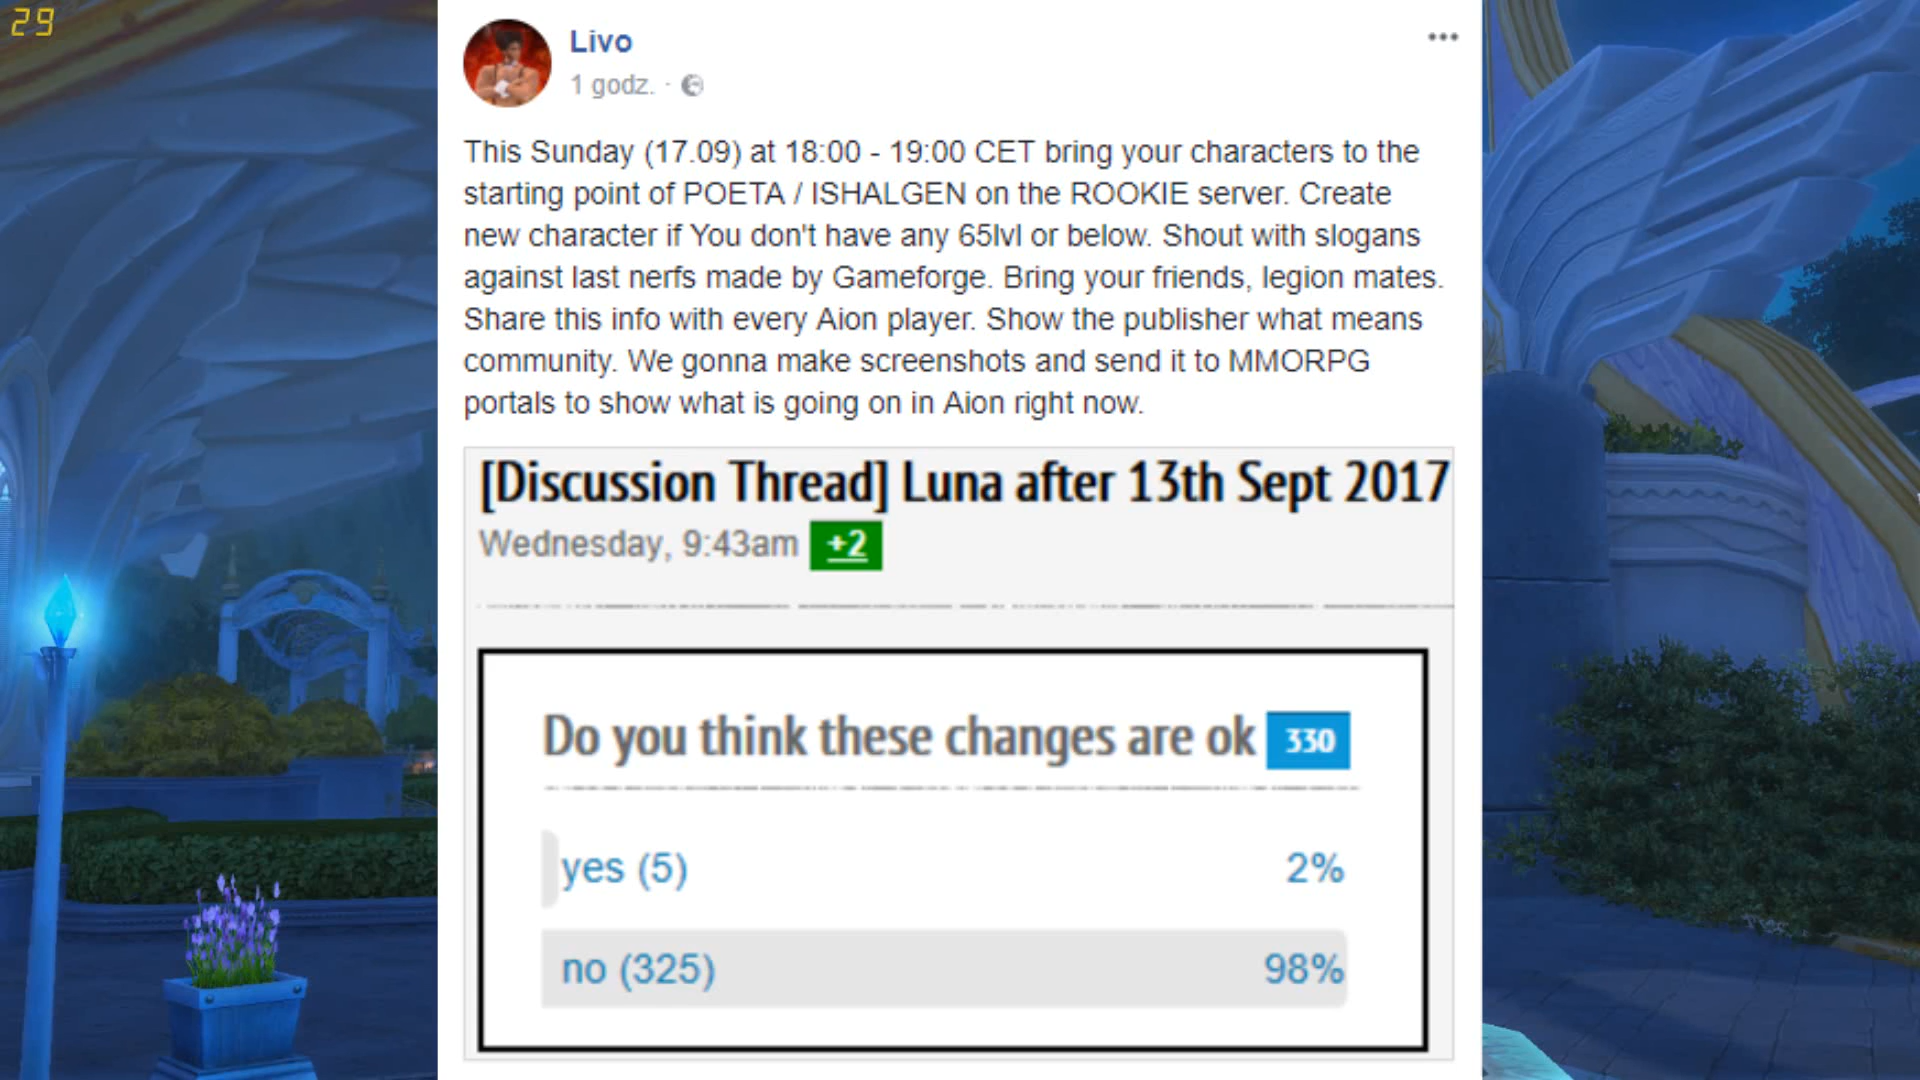 29
Livo
1 godz. ·
This Sunday (17.09) at 18:00 - 19:00 CET bring your characters to the
starting point of POETA / ISHALGEN on the ROOKIE server. Create
new character if You don't have any 65lvl or below. Shout with slogans
against last nerfs made by Gameforge. Bring your friends, legion mates.
Share this info with every Aion player. Show the publisher what means
community. We gonna make screenshots and send it to MMORPG
portals to show what is going on in Aion right now.
[Discussion Thread] Luna after 13th Sept 2017
Wednesday, 9:43am +2
Do you think these changes are ok 330
yes (5) 2%
no (325) 98%